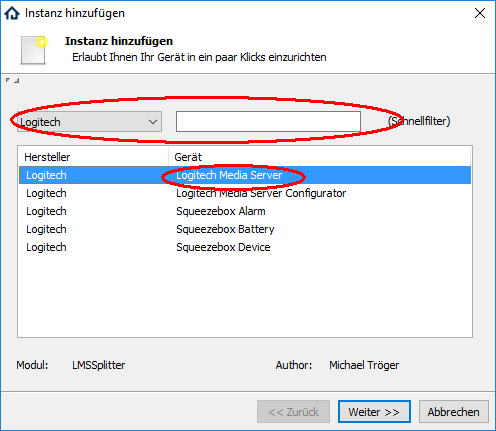 Instanz hinzufügen
Instanz hinzufügen
Erlaubt Ihnen Ihr Gerät in ein paar Klicks einzurichten
Logitech (Schnellfilter)
Hersteller Gerät
Logitech Logitech Media Server
Logitech Logitech Media Server Configurator
Logitech Squeezebox Alarm
Logitech Squeezebox Battery
Logitech Squeezebox Device
Modul: LMSSplitter Author: Michael Tröger
<< Zurück Weiter >> Abbrechen